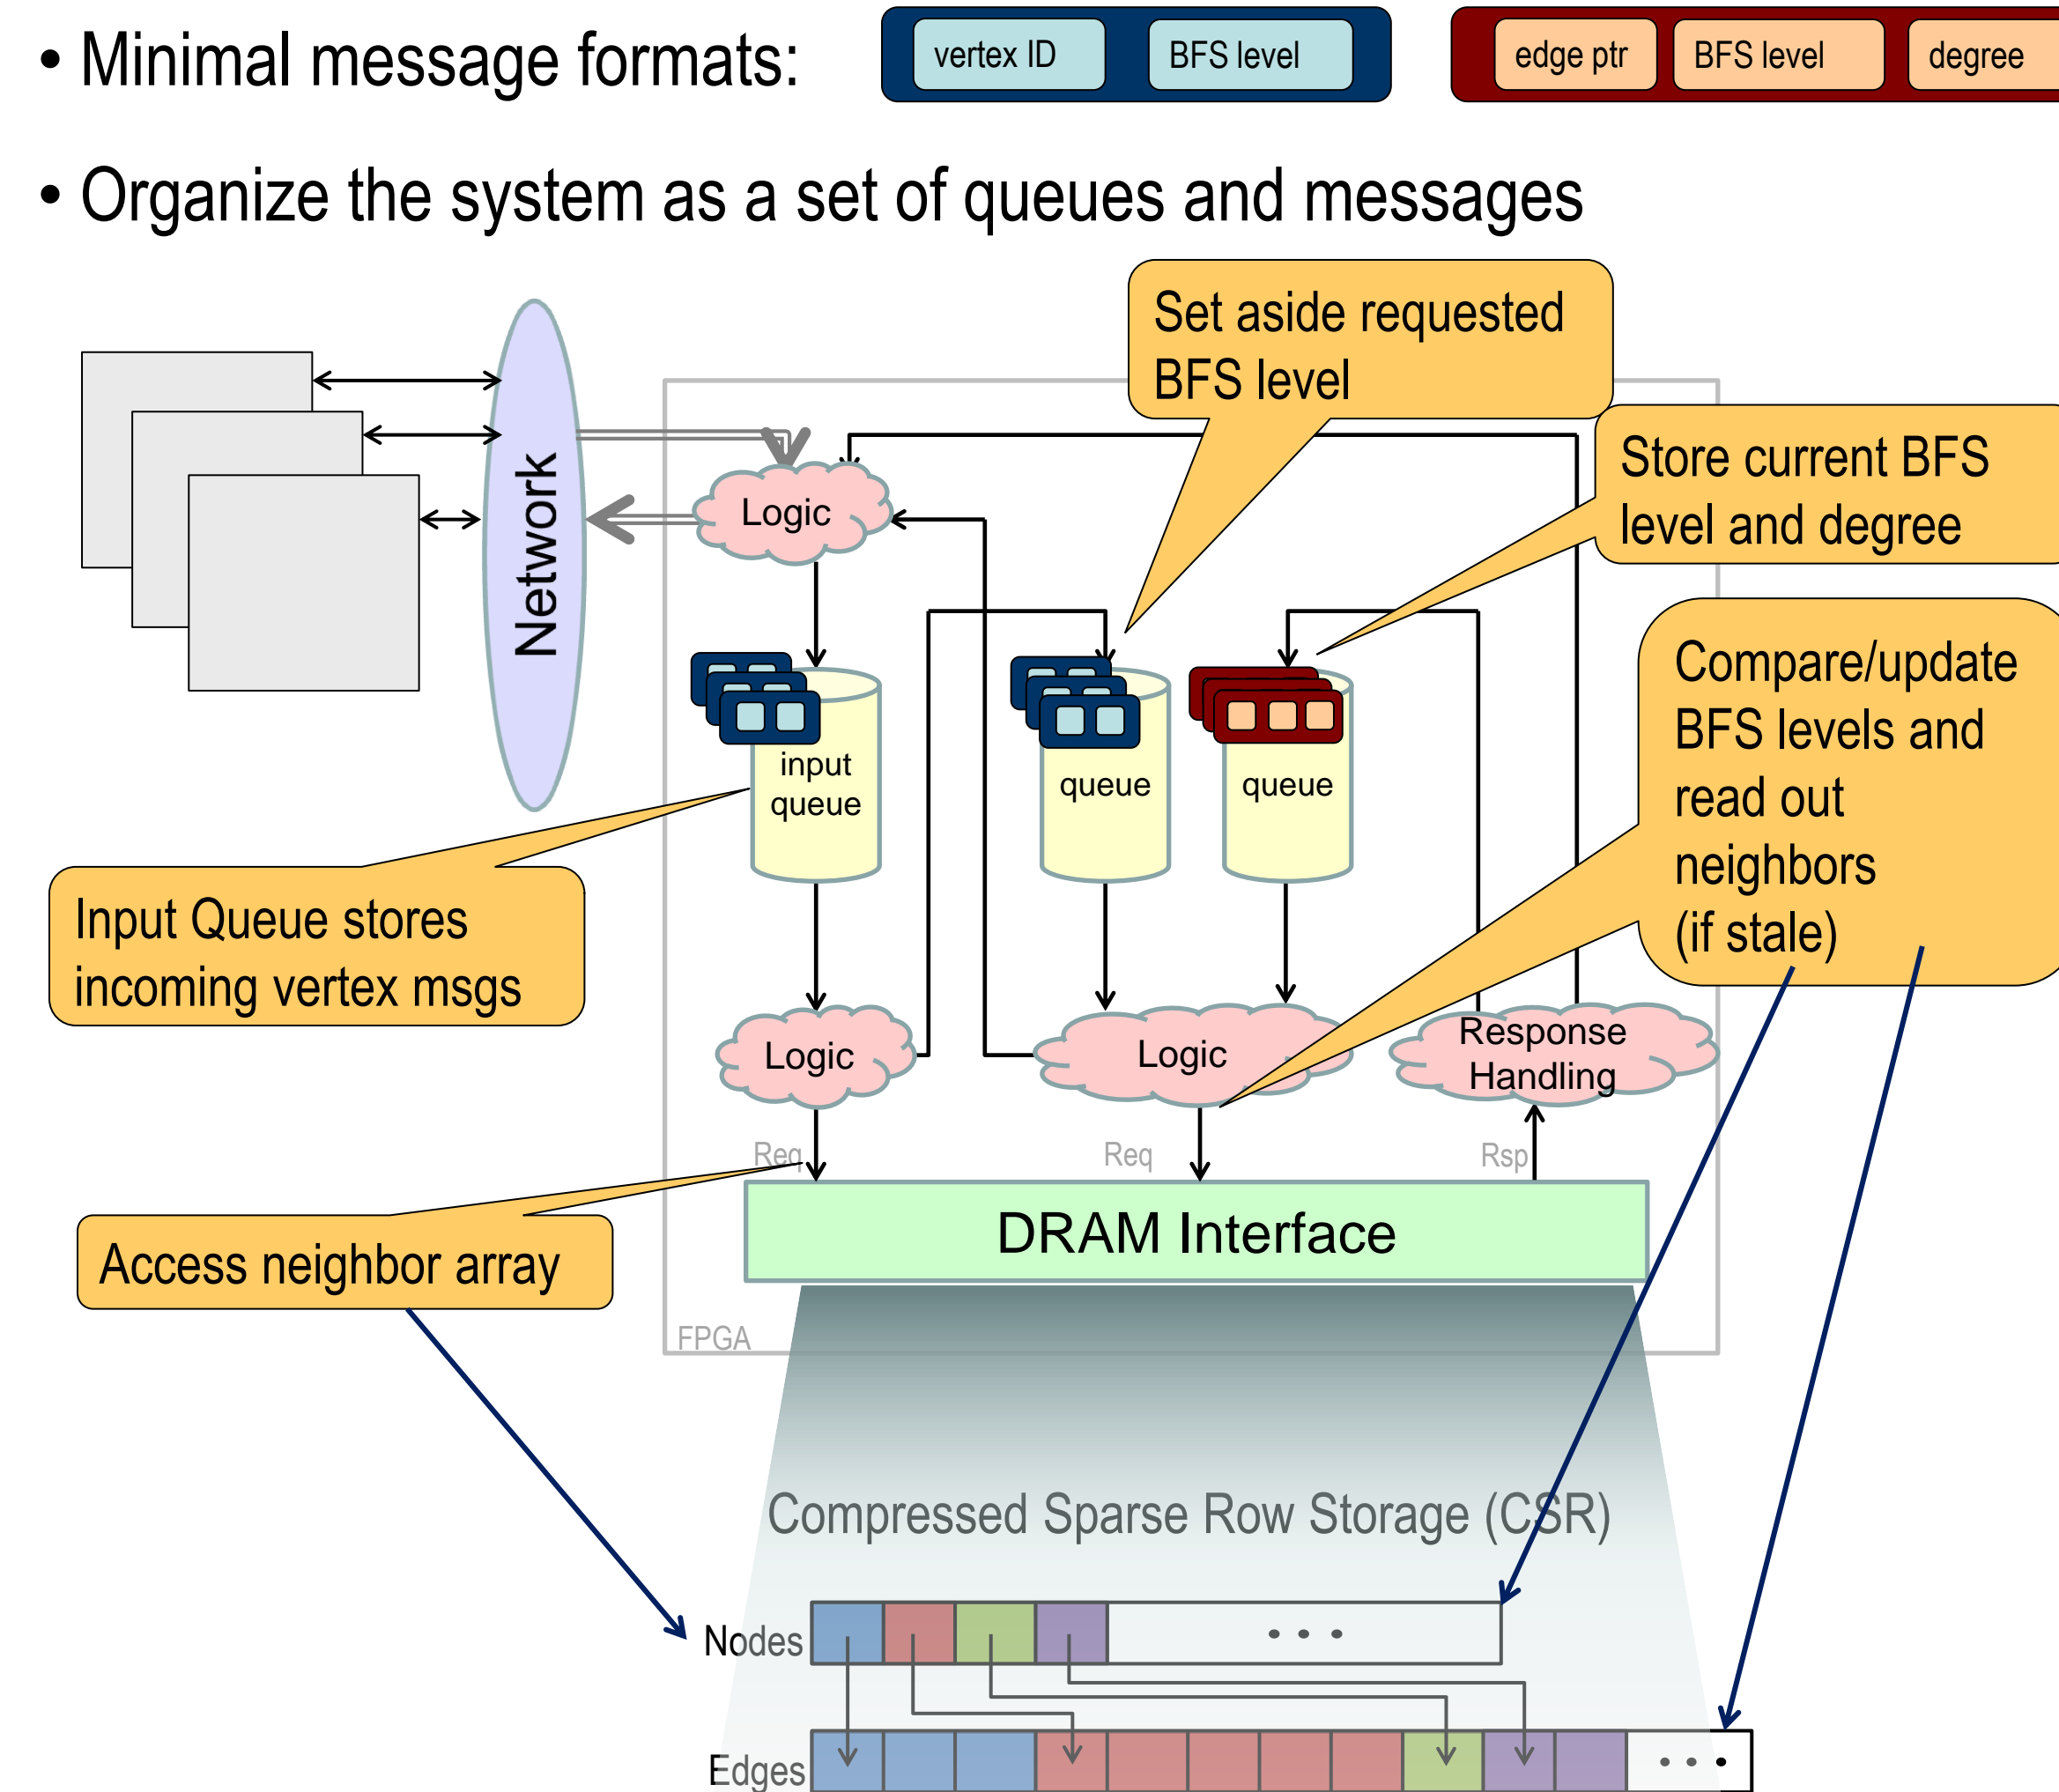 • Minimal message formats:
vertex ID
BFS level
edge ptr
BFS level
degree
• Organize the system as a set of queues and messages
Set aside requested
BFS level
Store current BFS
level and degree
Network
Logic
Compare/update
BFS levels and
read out
neighbors
(if stale)
input
queue
queue
queue
Input Queue stores
incoming vertex msgs
Logic
Logic
Response
Handling
Req
Req
Rsp
DRAM Interface
Access neighbor array
FPGA
Compressed Sparse Row Storage (CSR)
Nodes
• • •
Edges
• • •